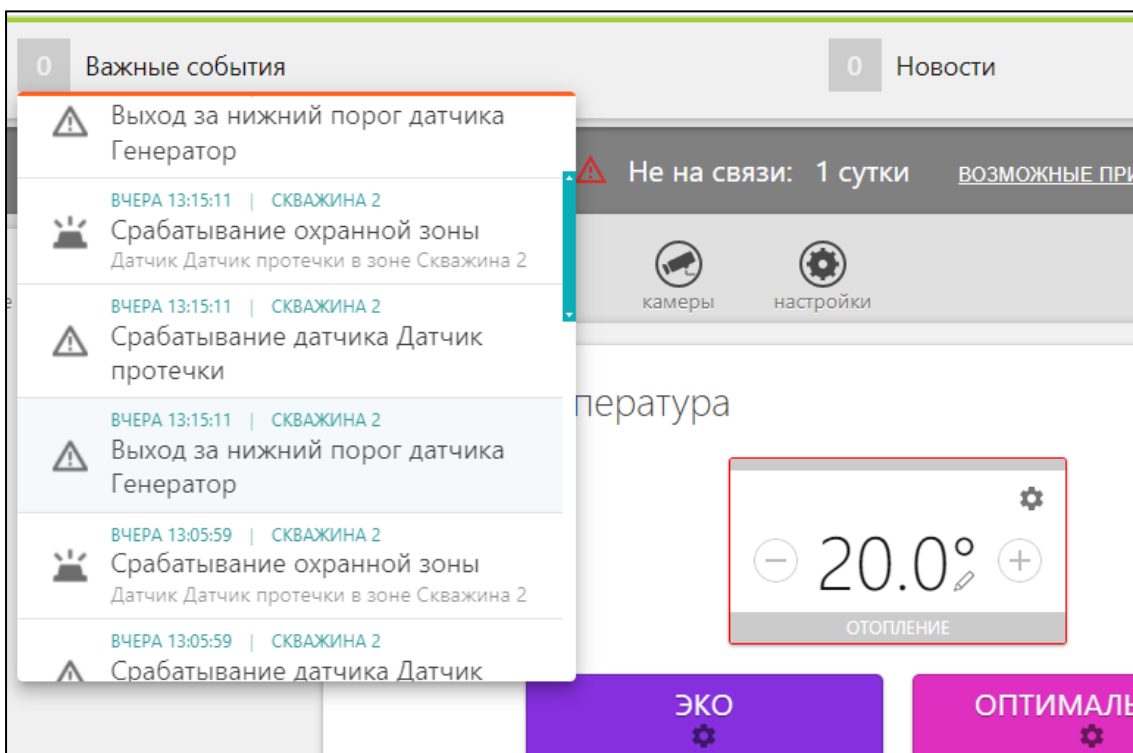 0 Важные события
0 Новости
Выход за нижний порог датчика
Генератор
ВЧЕРА 13:15:11 | СКВАЖИНА 2
Срабатывание охранной зоны
Датчик Датчик протечки в зоне Скважина 2
ВЧЕРА 13:15:11 | СКВАЖИНА 2
Срабатывание датчика Датчик
протечки
ВЧЕРА 13:15:11 | СКВАЖИНА 2
Выход за нижний порог датчика
Генератор
ВЧЕРА 13:05:59 | СКВАЖИНА 2
Срабатывание охранной зоны
Датчик Датчик протечки в зоне Скважина 2
ВЧЕРА 13:05:59 | СКВАЖИНА 2
Срабатывание датчика Датчик
Не на связи: 1 сутки ВОЗМОЖНЫЕ ПРИ
камеры настройки
пература
20.0°
ОТОПЛЕНИЕ
ЭКО
ОПТИМАЛЬ